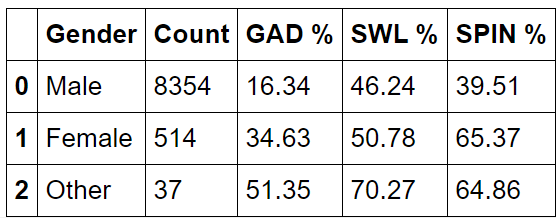 Gender Count GAD % SWL % SPIN %
0 Male 8354 16.34 46.24 39.51
1 Female 514 34.63 50.78 65.37
2 Other 37 51.35 70.27 64.86